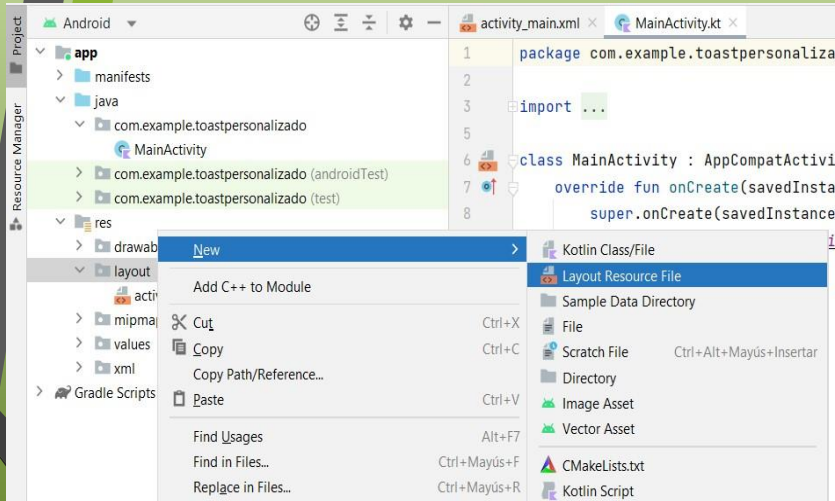 Project
Resource Manager
Android
app
manifests
java
com.example.toastpersonalizado
MainActivity
com.example.toastpersonalizado (androidTest)
com.example.toastpersonalizado (test)
res
drawab
layout
acti
mipma
values
xml
Gradle Scripts
activity_main.xml
MainActivity.kt
1 package com.example.toastpersonaliza
2
3 import ...
5
6 class MainActivity : AppCompatActivi
7 override fun onCreate(savedInsta
8 super.onCreate(savedInstance
New
Add C++ to Module
Cut Ctrl+X
Copy Ctrl+C
Copy Path/Reference...
Paste Ctrl+V
Find Usages Alt+F7
Find in Files... Ctrl+Mayús+F
Replace in Files... Ctrl+Mayús+R
Kotlin Class/File
Layout Resource File
Sample Data Directory
File
Scratch File Ctrl+Alt+Mayús+Insertar
Directory
Image Asset
Vector Asset
CMakeLists.txt
Kotlin Script